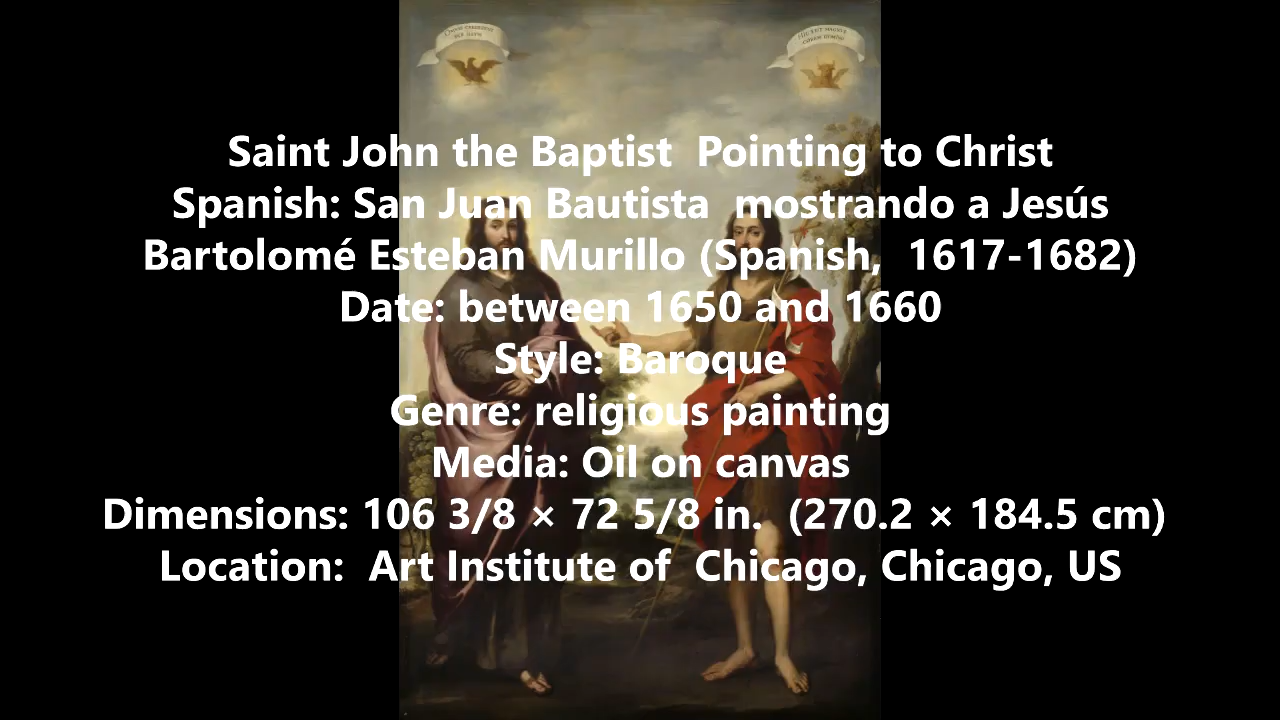 Saint John the Baptist Pointing to Christ
Spanish: San Juan Bautista mostrando a Jesús
Bartolomé Esteban Murillo (Spanish, 1617-1682)
Date: between 1650 and 1660
Style: Baroque
Genre: religious painting
Media: Oil on canvas
Dimensions: 106 3/8 × 72 5/8 in. (270.2 × 184.5 cm)
Location: Art Institute of Chicago, Chicago, US